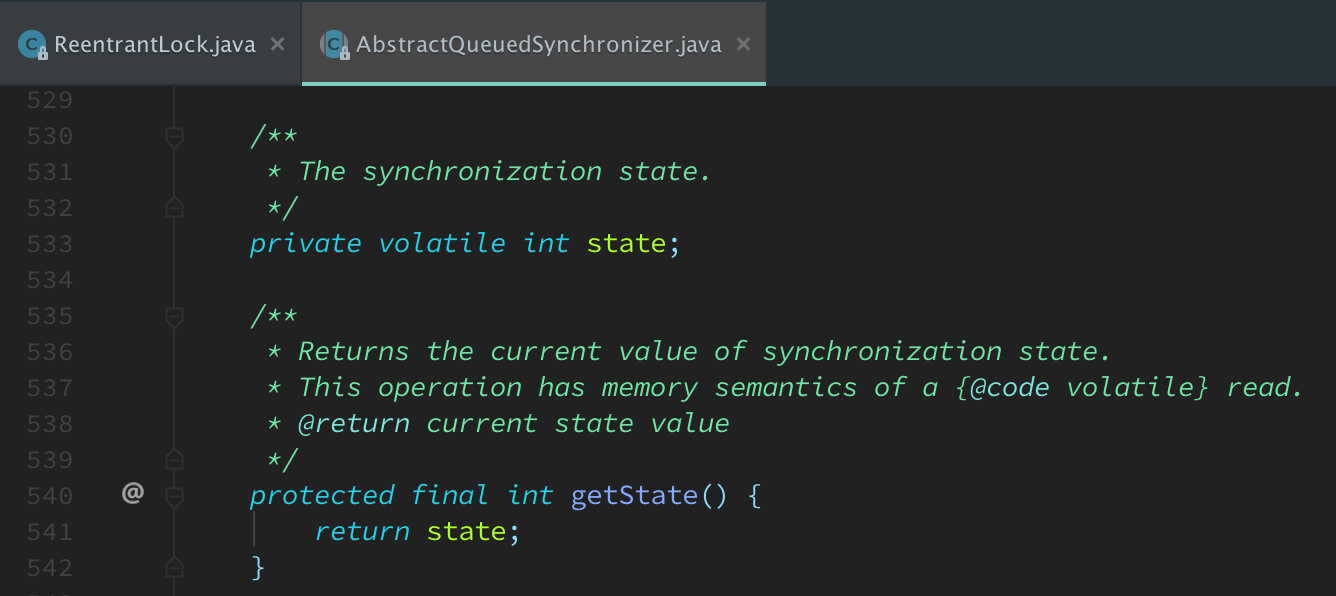 ReentrantLock.java × AbstractQueuedSynchronizer.java ×
529
530 /**
531 * The synchronization state.
532 */
533 private volatile int state;
534
535 /**
536 * Returns the current value of synchronization state.
537 * This operation has memory semantics of a {@code volatile} read.
538 * @return current state value
539 */
540 @ protected final int getState() {
541 return state;
542 }